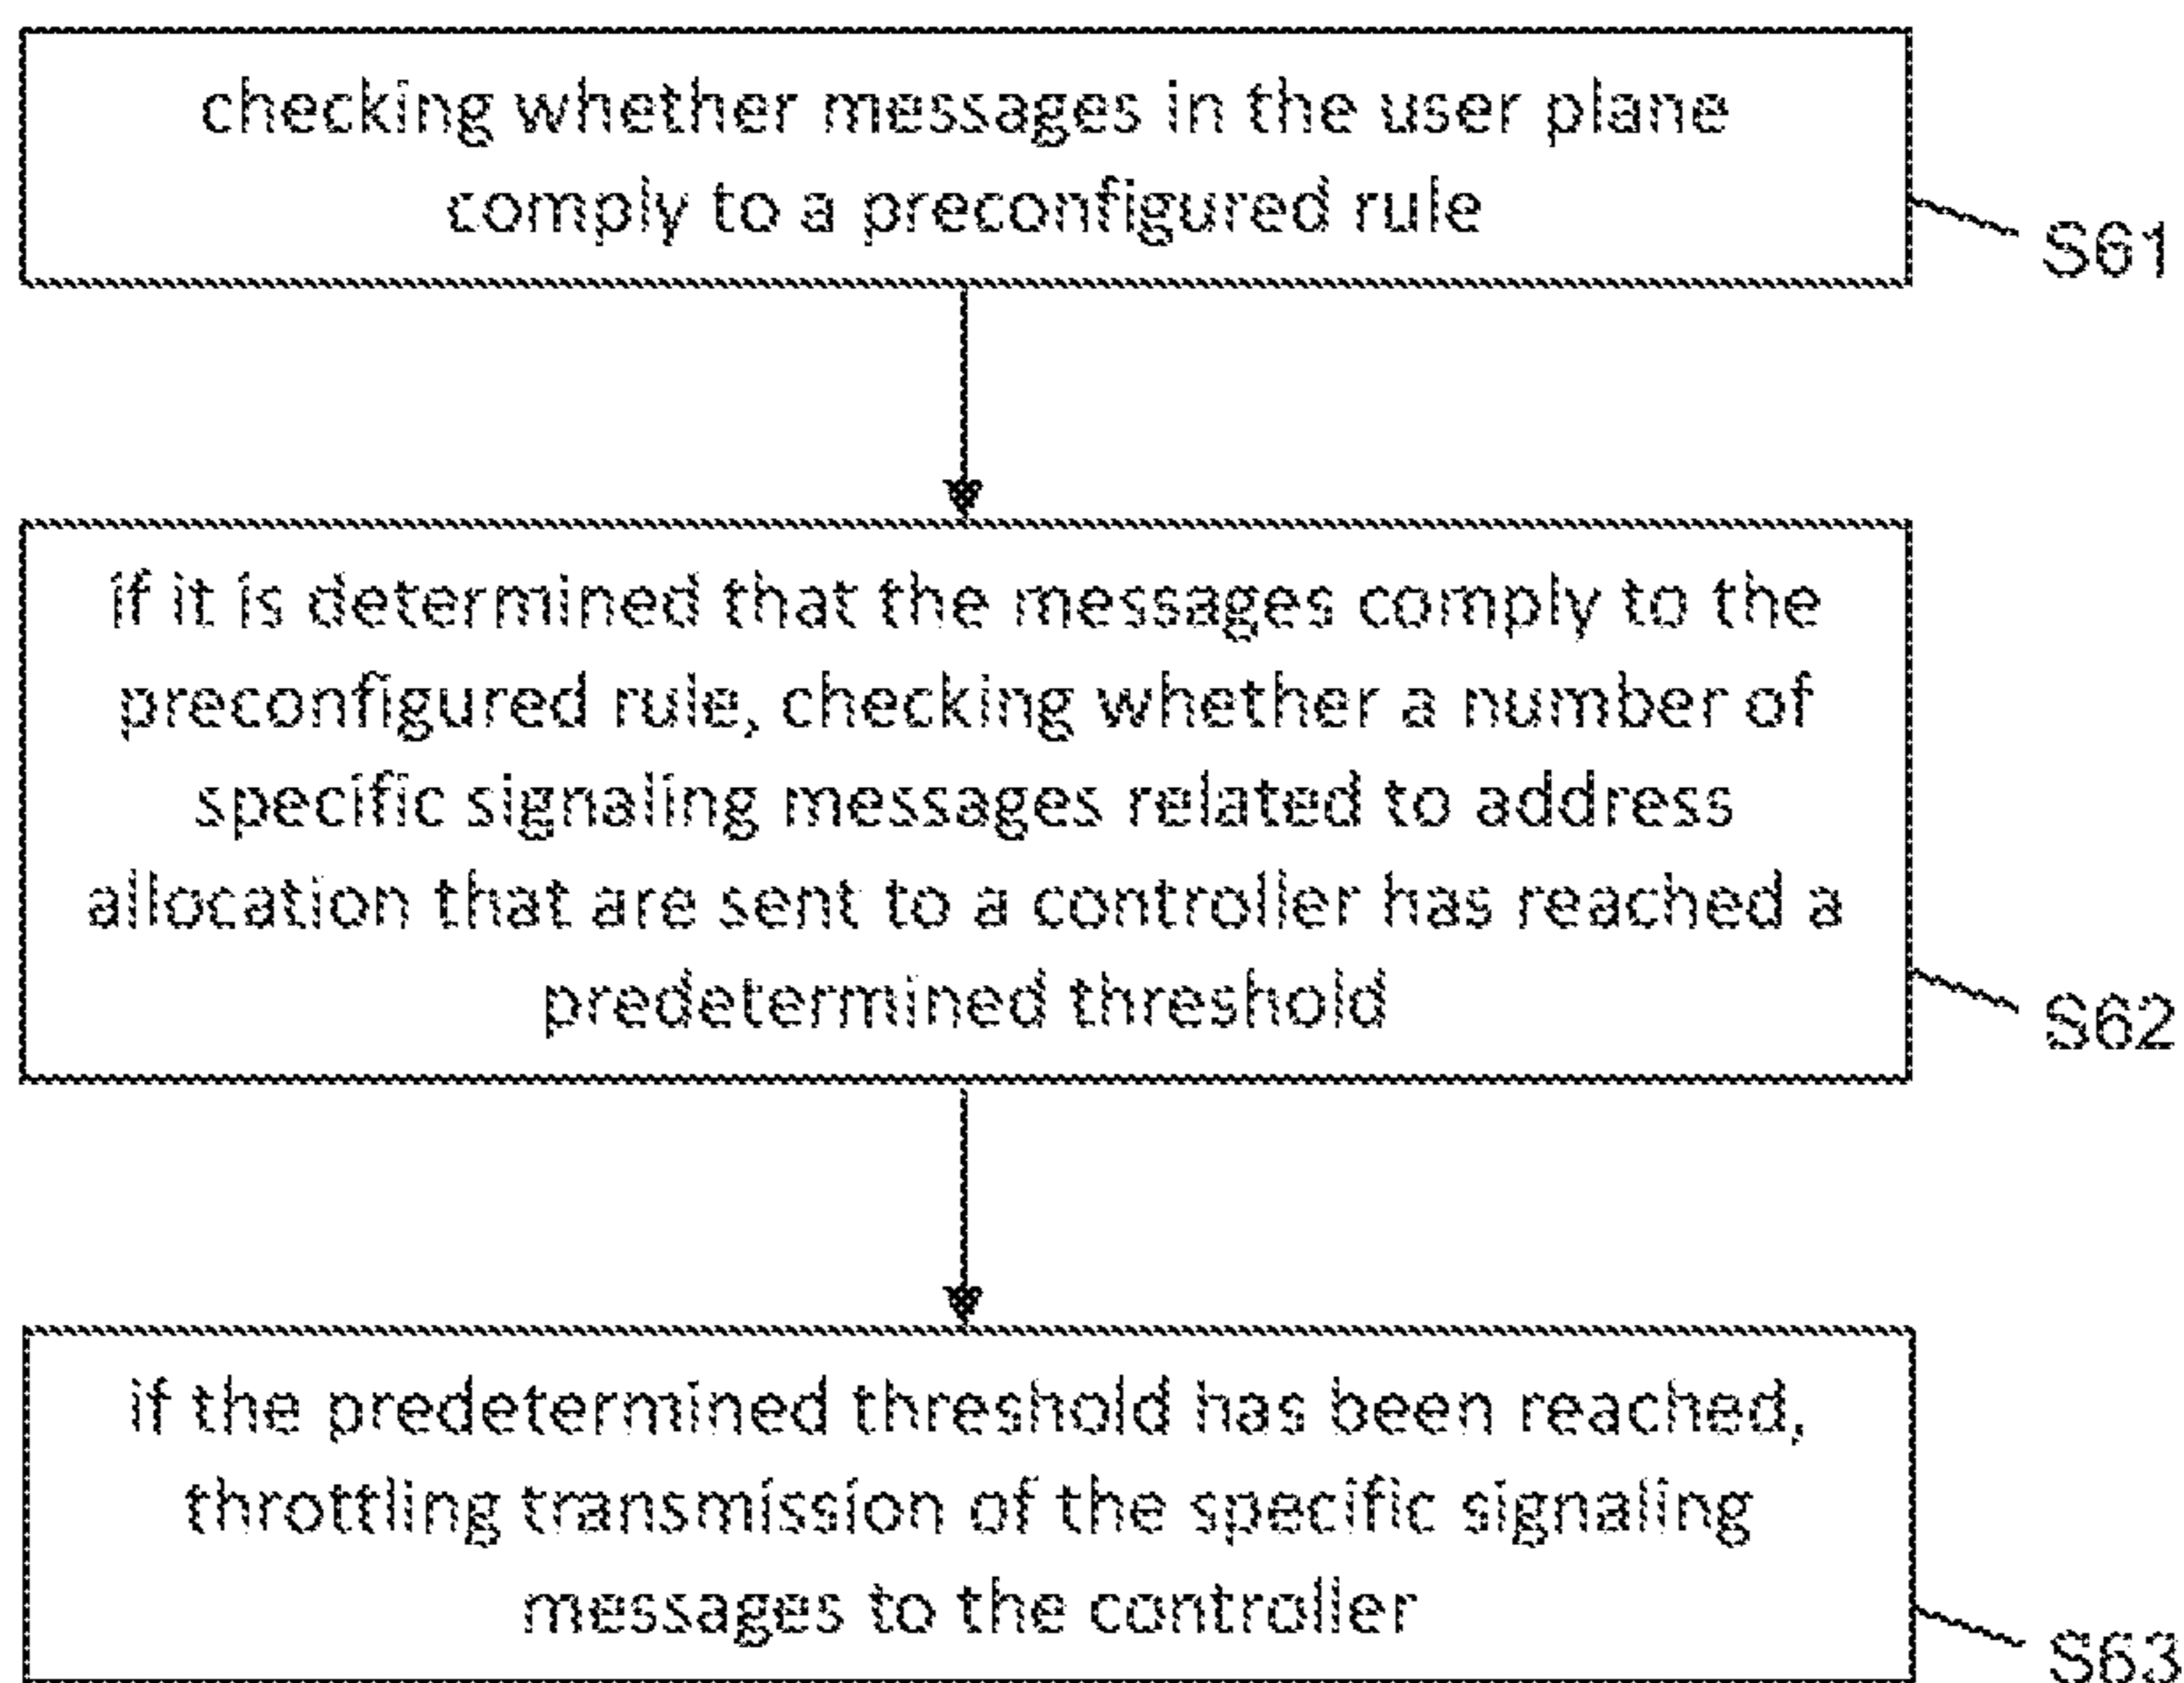 checking whether messages in the user plane
comply to a preconfigured rule
S61
if it is determined that the messages comply to the
preconfigured rule, checking whether a number of
specific signaling messages related to address
allocation that are sent to a controller has reached a
predetermined threshold
S62
if the predetermined threshold has been reached,
throttling transmission of the specific signaling
messages to the controller
S63